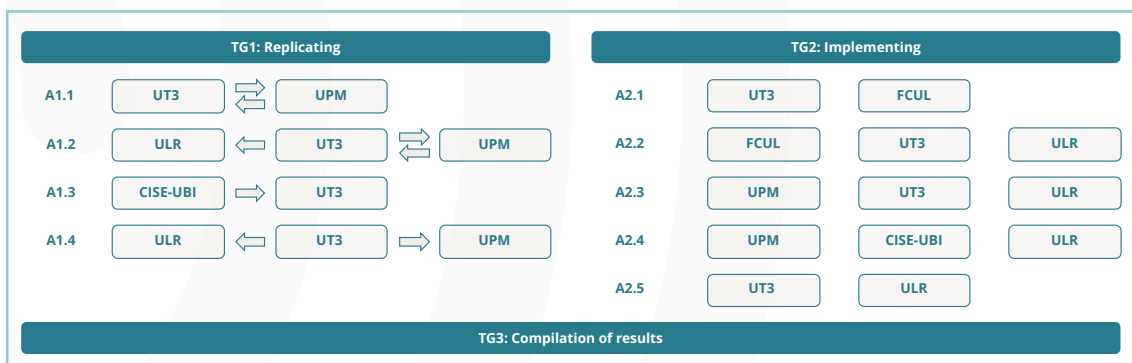 TG1: Replicating
A1.1 UT3 UPM
A1.2 ULR UT3 UPM
A1.3 CISE-UBI UT3
A1.4 ULR UT3 UPM
TG2: Implementing
A2.1 UT3 FCUL
A2.2 FCUL UT3 ULR
A2.3 UPM UT3 ULR
A2.4 UPM CISE-UBI ULR
A2.5 UT3 ULR
TG3: Compilation of results